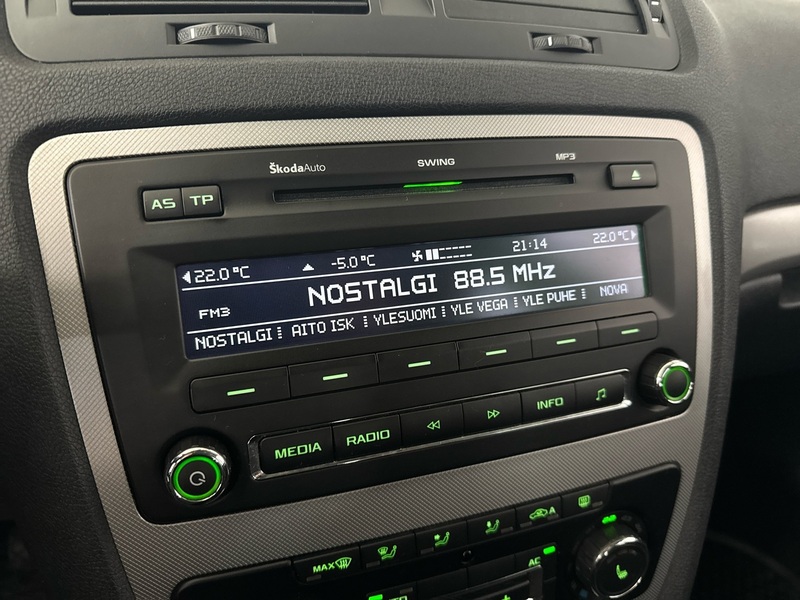 ŠkodaAuto SWING MP3
AS TP
22.0 °C -5.0 °C 21:14 22.0 °C
NOSTALGI 88.5 MHz
FM3
NOSTALGI AITO ISK YLESUOMI YLE VEGA YLE PUHE NOVA
MEDIA RADIO INFO
MAX A
AC